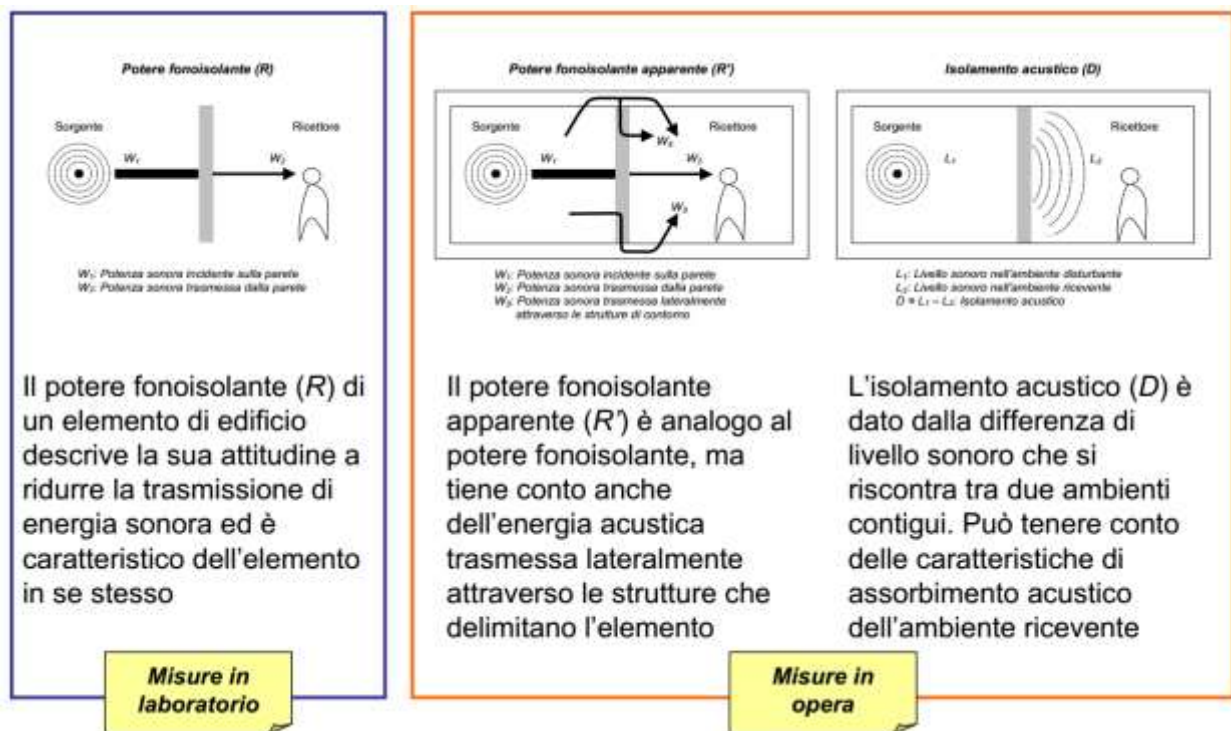 Potere fonoisolante (R)
Sorgente
Ricettore
W₁
W₂
W₁: Potenza sonora incidente sulla parete
W₂: Potenza sonora trasmessa dalla parete
Il potere fonoisolante (R) di
un elemento di edificio
descrive la sua attitudine a
ridurre la trasmissione di
energia sonora ed è
caratteristico dell'elemento
in se stesso
Misure in
laboratorio
Potere fonoisolante apparente (R')
Sorgente
Ricettore
W₁
W₃
W₂
W₃
W₁: Potenza sonora incidente sulla parete
W₂: Potenza sonora trasmessa dalla parete
W₃: Potenza sonora trasmessa lateralmente
attraverso le strutture di contorno
Il potere fonoisolante
apparente (R') è analogo al
potere fonoisolante, ma
tiene conto anche
dell'energia acustica
trasmessa lateralmente
attraverso le strutture che
delimitano l'elemento
Isolamento acustico (D)
Sorgente
Ricettore
L₁
L₂
L₁: Livello sonoro nell'ambiente disturbante
L₂: Livello sonoro nell'ambiente ricevente
D = L₁ – L₂: Isolamento acustico
L'isolamento acustico (D) è
dato dalla differenza di
livello sonoro che si
riscontra tra due ambienti
contigui. Può tenere conto
delle caratteristiche di
assorbimento acustico
dell'ambiente ricevente
Misure in
opera